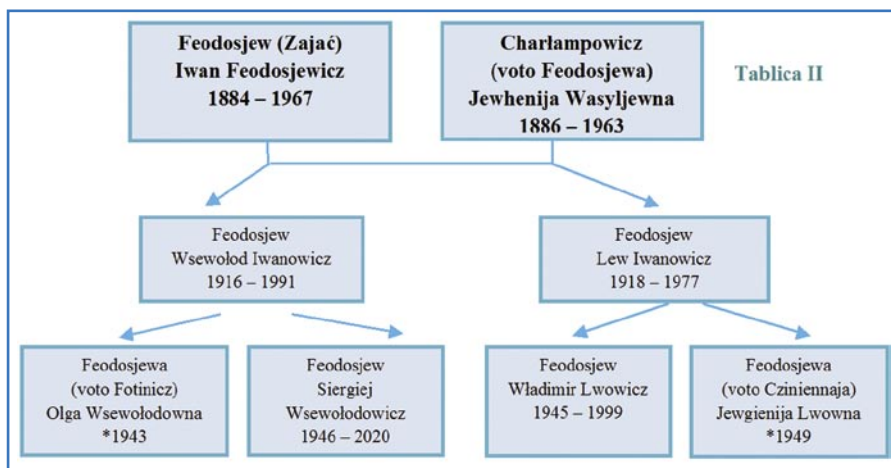 Feodosjew (Zajać)
Iwan Feodosjewicz
1884 – 1967
Charłampowicz
(voto Feodosjewa)
Jewhenija Wasyljewna
1886 – 1963
Tablica II
Feodosjew
Wsewołod Iwanowicz
1916 – 1991
Feodosjew
Lew Iwanowicz
1918 – 1977
Feodosjewa
(voto Fotinicz)
Olga Wsewołodowna
*1943
Feodosjew
Siergiej
Wsewołodowicz
1946 – 2020
Feodosjew
Władimir Lwowicz
1945 – 1999
Feodosjewa
(voto Cziniennaja)
Jewgienija Lwowna
*1949